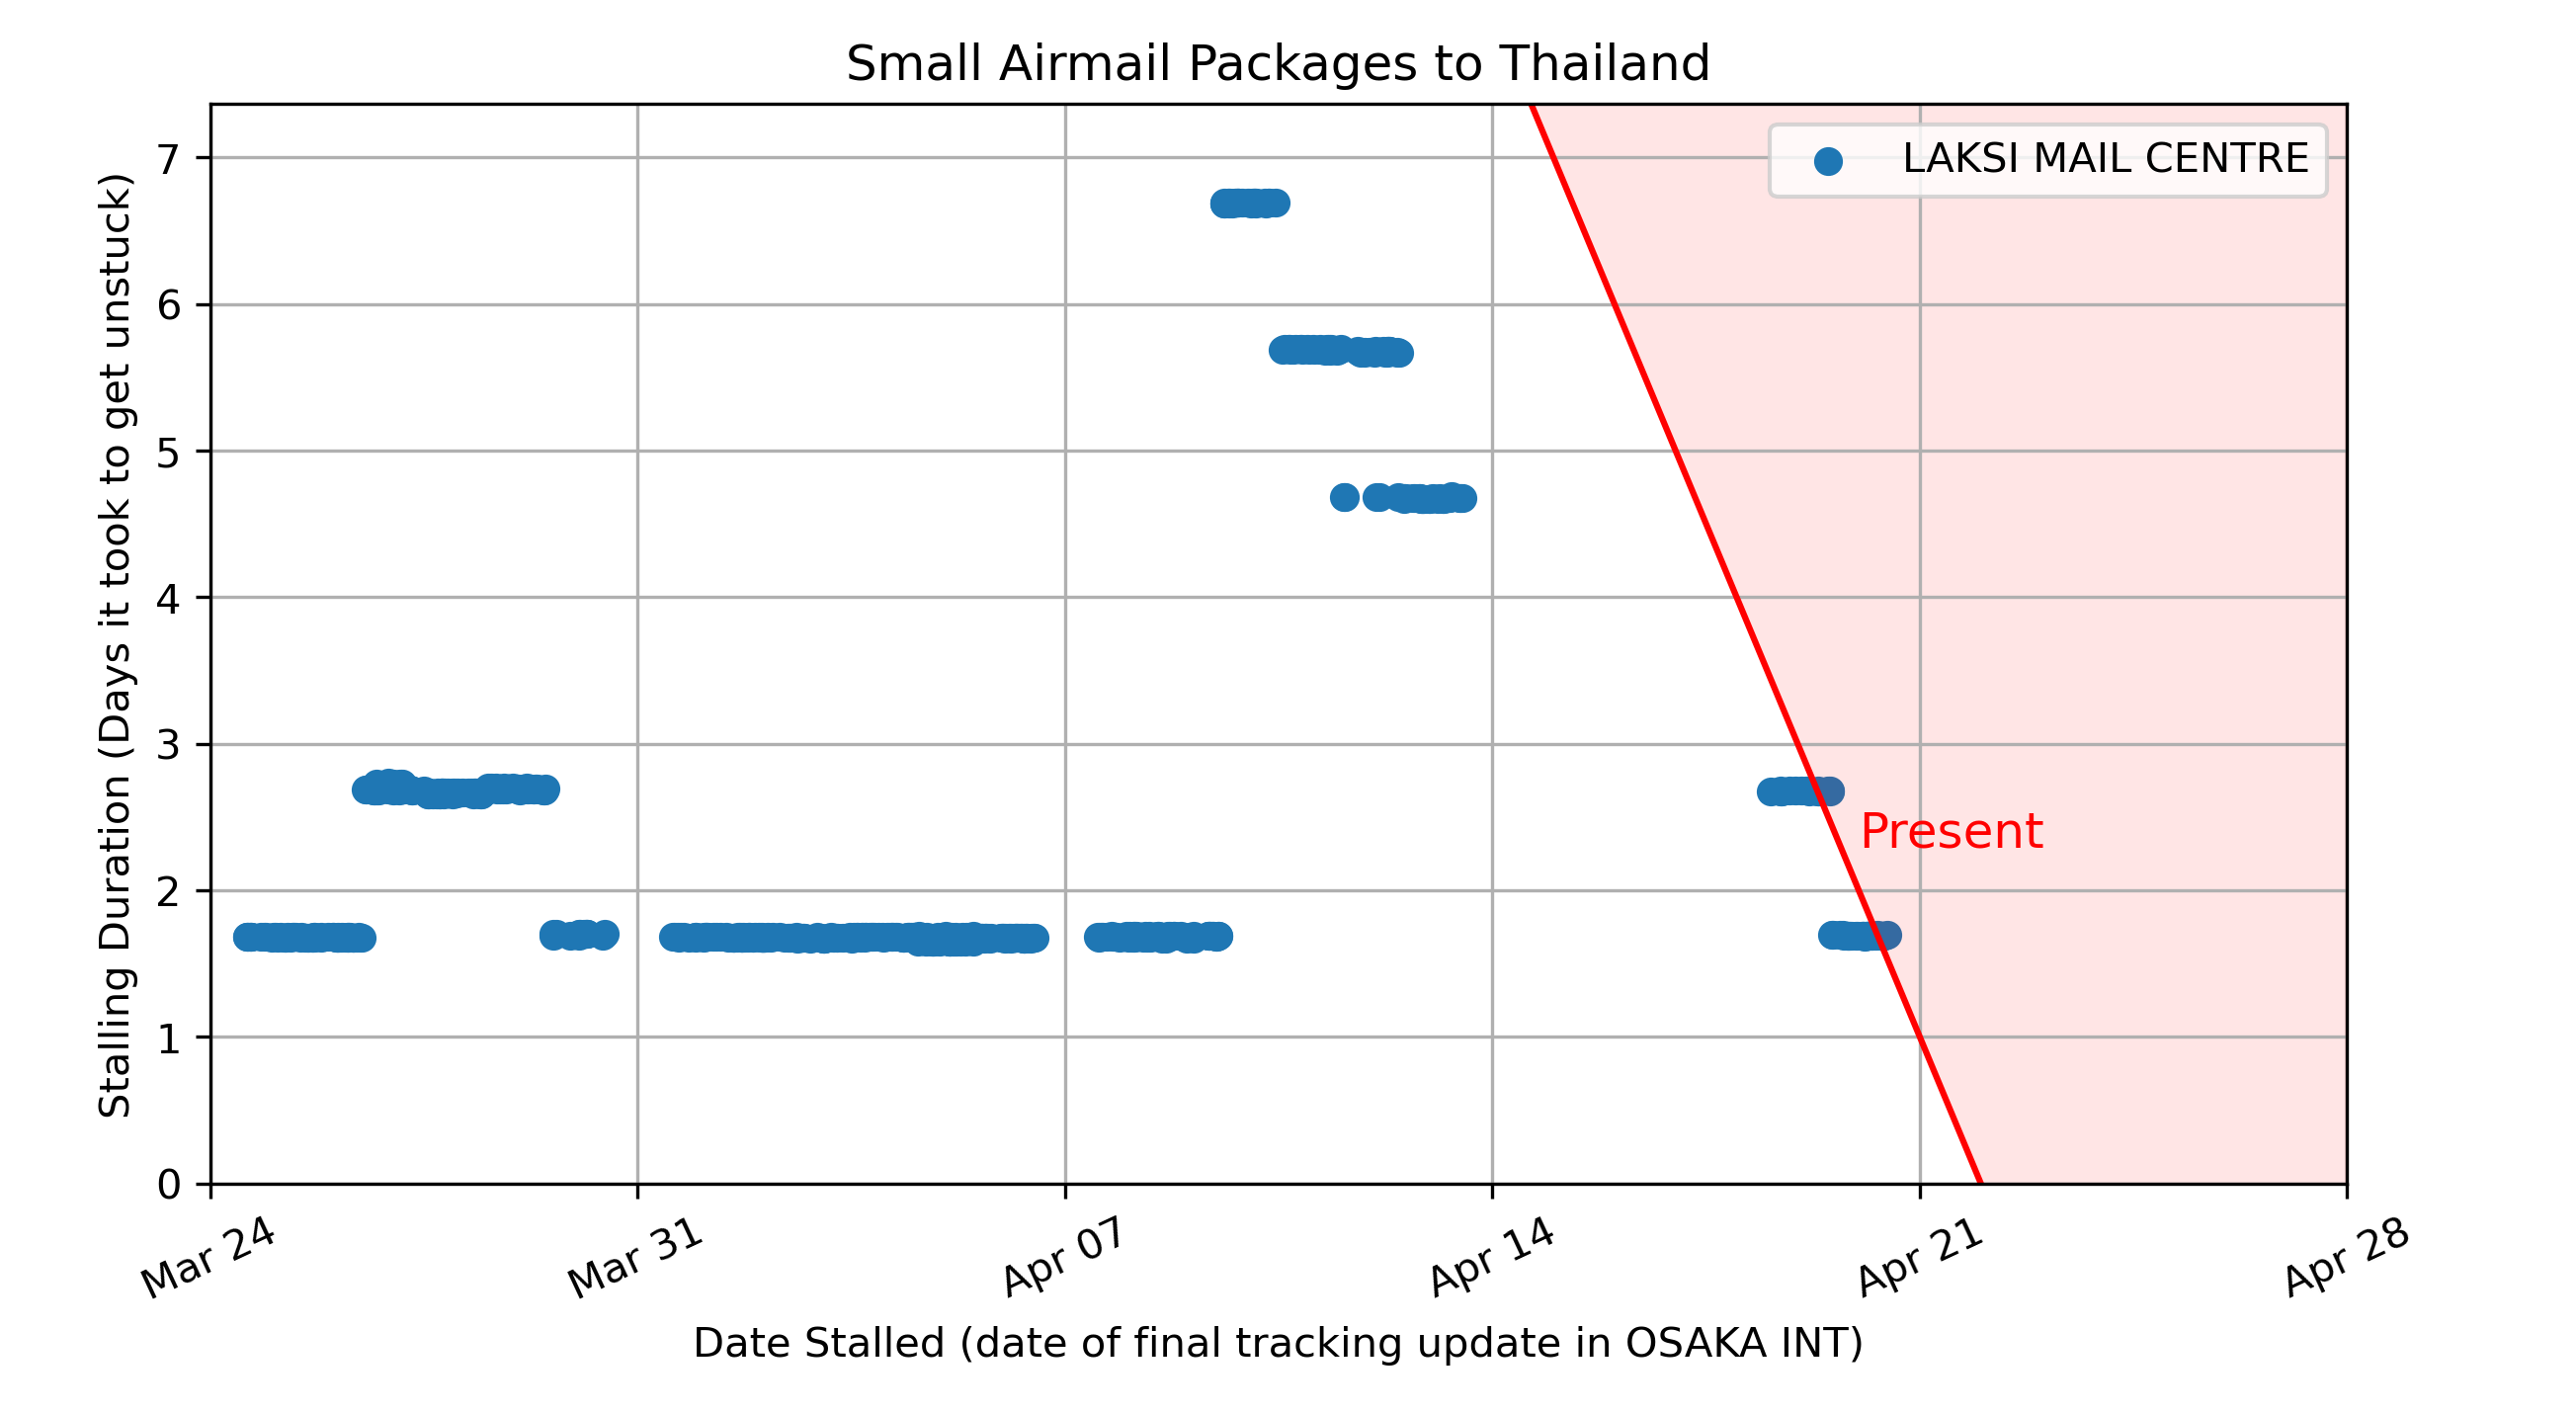 Small Airmail Packages to Thailand
Stalling Duration (Days it took to get unstuck)
7
6
5
4
3
2
1
0
LAKSI MAIL CENTRE
Present
Mar 24
Mar 31
Apr 07
Apr 14
Apr 21
Apr 28
Date Stalled (date of final tracking update in OSAKA INT)